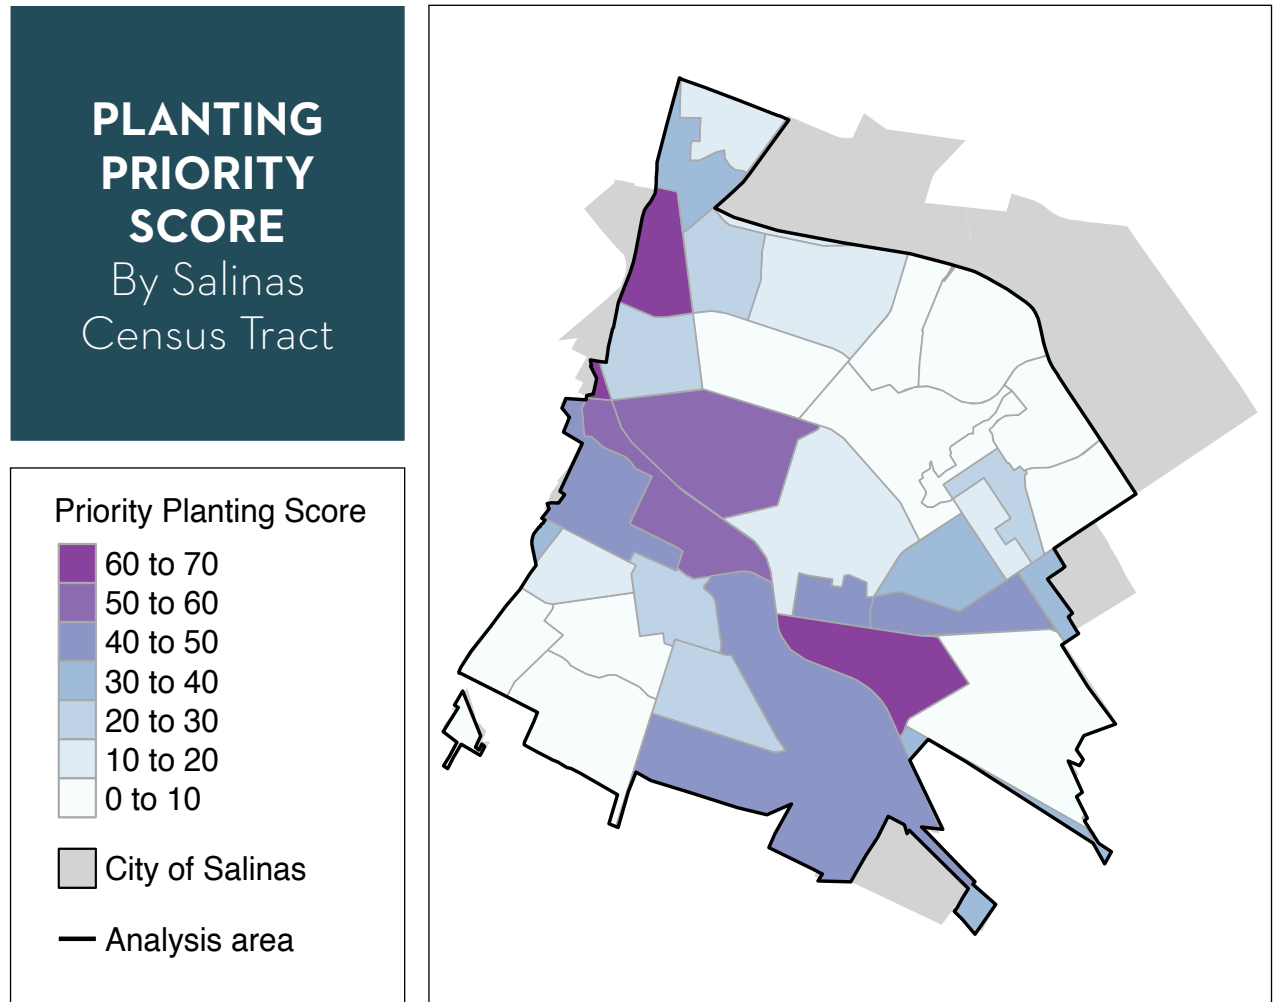 PLANTING
PRIORITY
SCORE
By Salinas
Census Tract
Priority Planting Score
60 to 70
50 to 60
40 to 50
30 to 40
20 to 30
10 to 20
0 to 10
City of Salinas
Analysis area